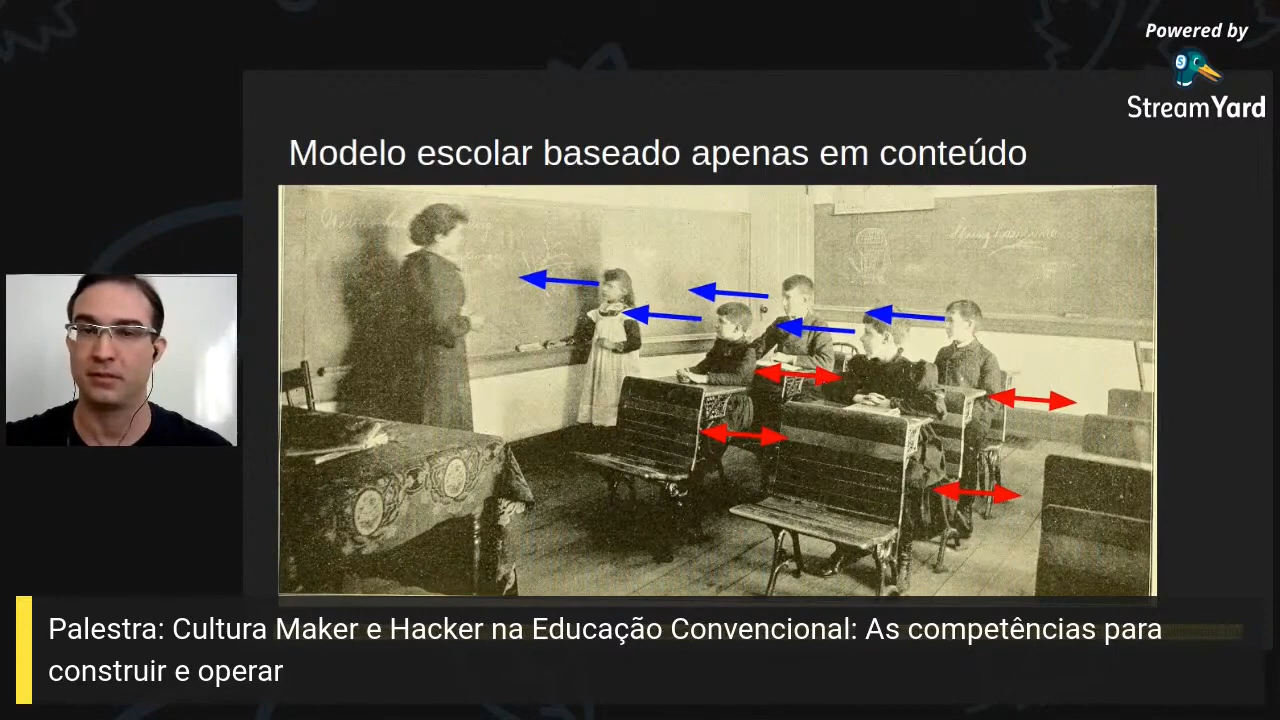 Powered by
StreamYard
Modelo escolar baseado apenas em conteúdo
Palestra: Cultura Maker e Hacker na Educação Convencional: As competências para
construir e operar